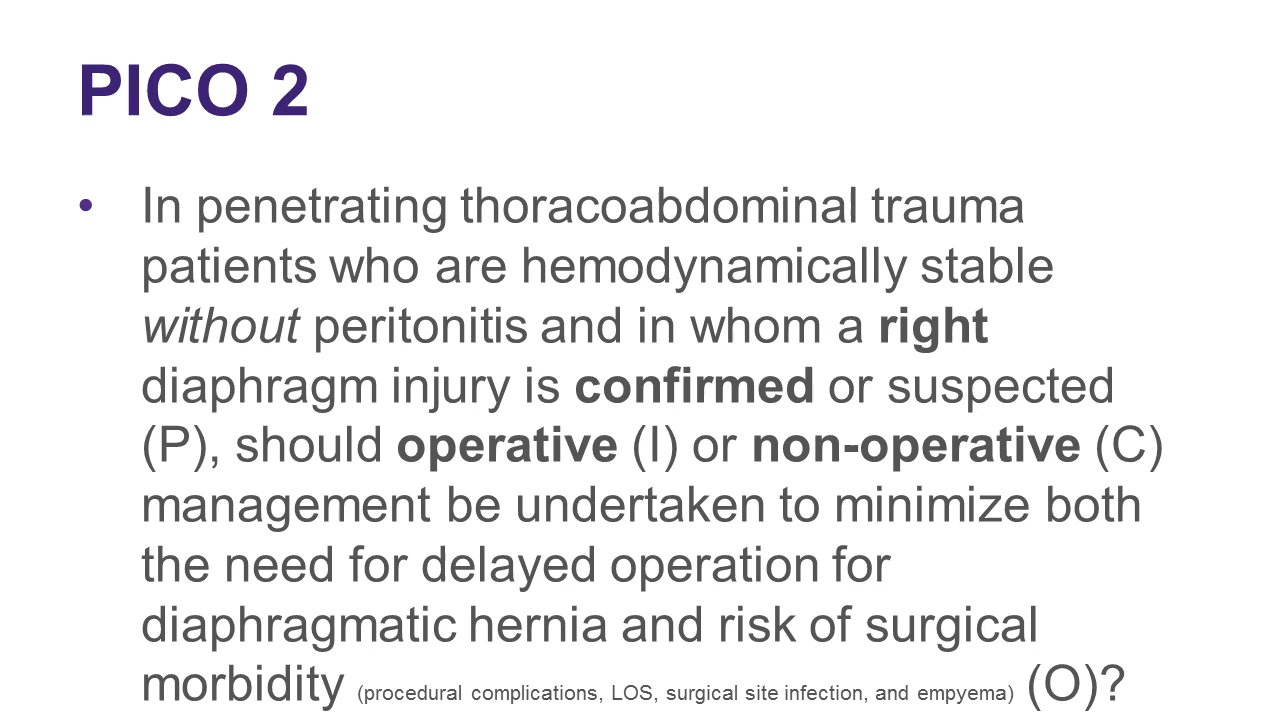 PICO 2
• In penetrating thoracoabdominal trauma
patients who are hemodynamically stable
without peritonitis and in whom a right
diaphragm injury is confirmed or suspected
(P), should operative (I) or non-operative (C)
management be undertaken to minimize both
the need for delayed operation for
diaphragmatic hernia and risk of surgical
morbidity (procedural complications, LOS, surgical site infection, and empyema) (O)?